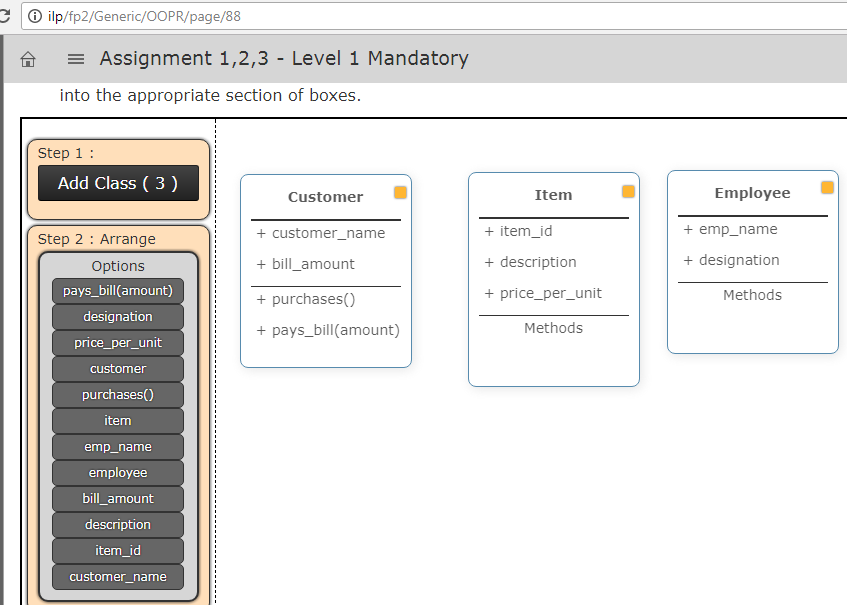 ilp/fp2/Generic/OOPR/page/88
Assignment 1,2,3 - Level 1 Mandatory
into the appropriate section of boxes.
Step 1 :
Add Class ( 3 )
Step 2 : Arrange
Options
pays_bill(amount)
designation
price_per_unit
customer
purchases()
item
emp_name
employee
bill_amount
description
item_id
customer_name
Customer
+ customer_name
+ bill_amount
+ purchases()
+ pays_bill(amount)
Item
+ item_id
+ description
+ price_per_unit
Methods
Employee
+ emp_name
+ designation
Methods